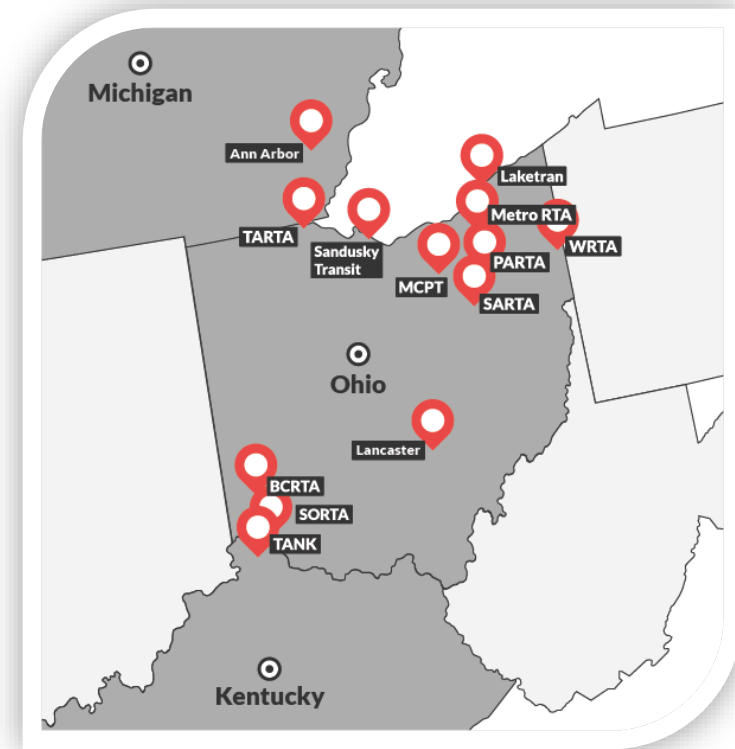 Michigan
Ann Arbor
Laketran
Metro RTA
TARTA
Sandusky
Transit
WRTA
PARTA
MCPT
SARTA
Ohio
Lancaster
BCRTA
SORTA
TANK
Kentucky